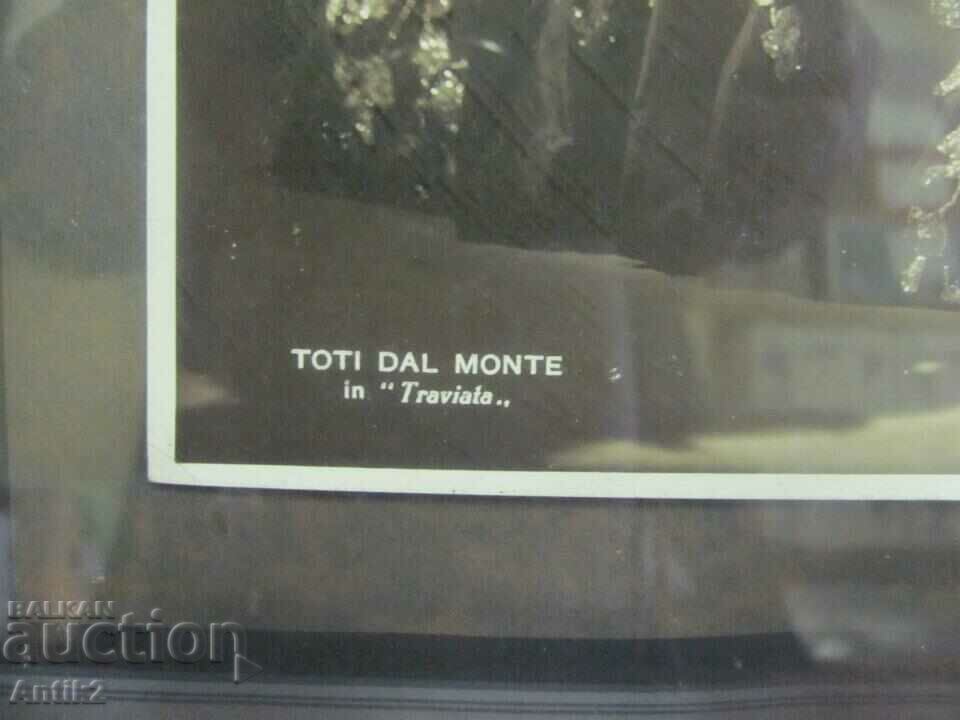 TOTI DAL MONTE
in "Traviata„
BALKAN
auction
Antik2